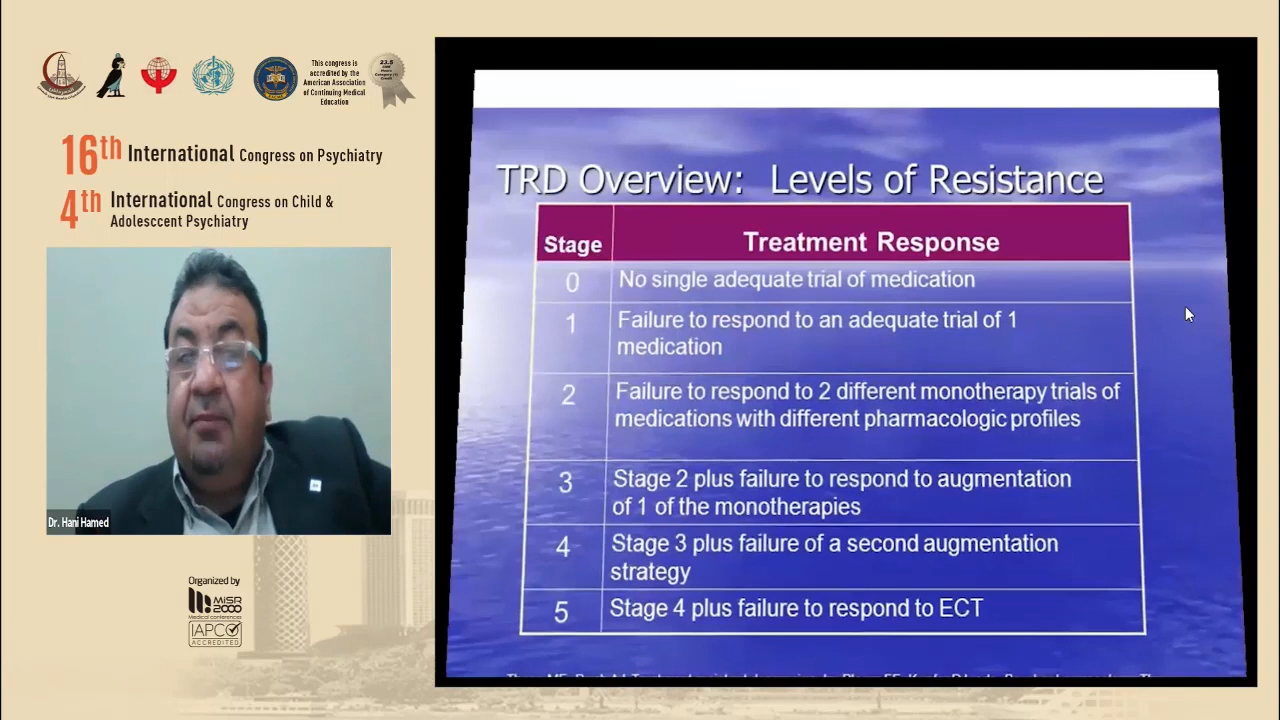 This congress is
accredited by the
American Association
of Continuing Medical
Education
23.5
16th International Congress on Psychiatry
4th International Congress on Child &
Adolesccent Psychiatry
Dr. Hani Hamed
Organized by
MiSR
2000
Medical conferences
IAPCO
ACCREDITED
TRD Overview: Levels of Resistance
Stage Treatment Response
0 No single adequate trial of medication
1 Failure to respond to an adequate trial of 1
medication
2 Failure to respond to 2 different monotherapy trials of
medications with different pharmacologic profiles
3 Stage 2 plus failure to respond to augmentation
of 1 of the monotherapies
4 Stage 3 plus failure of a second augmentation
strategy
5 Stage 4 plus failure to respond to ECT